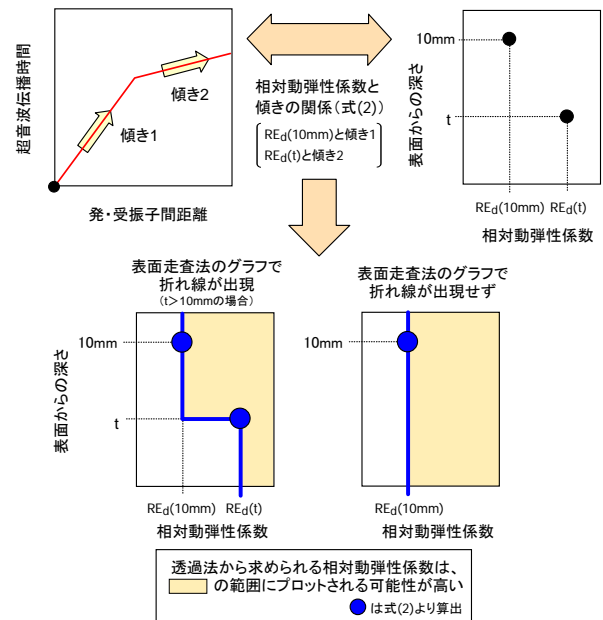 超音波伝播時間
傾き1
傾き2
発・受振子間距離
相対動弾性係数と
傾きの関係(式(2))
REd(10mm)と傾き1
REd(t)と傾き2
10mm
t
表面からの深さ
REd(10mm)
REd(t)
相対動弾性係数
表面走査法のグラフで
折れ線が出現
(t>10mmの場合)
10mm
t
表面からの深さ
REd(10mm)
REd(t)
相対動弾性係数
表面走査法のグラフで
折れ線が出現せず
10mm
REd(10mm)
相対動弾性係数
透過法から求められる相対動弾性係数は、
の範囲にプロットされる可能性が高い
は式(2)より算出